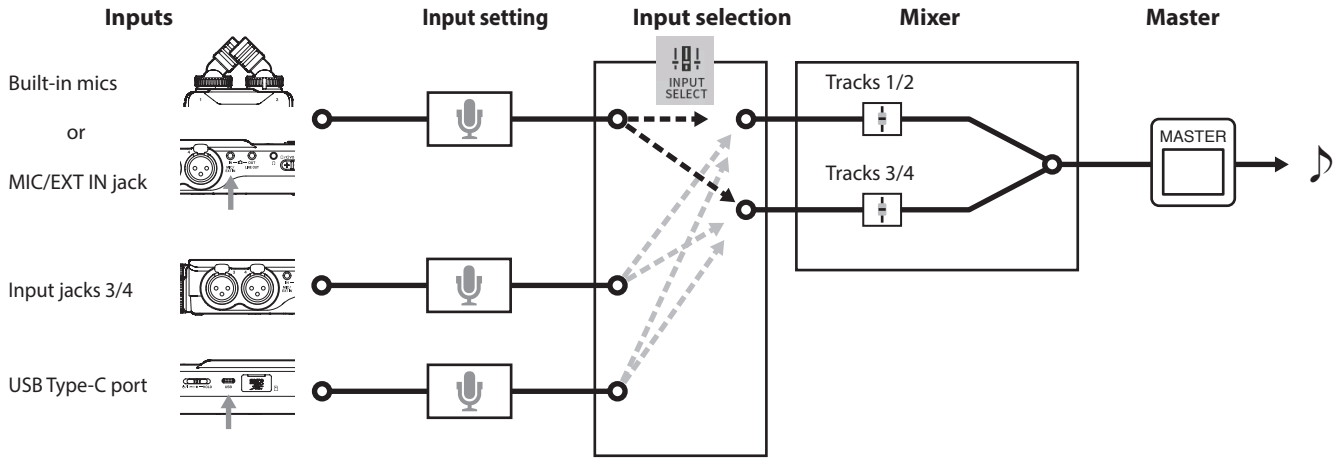 Inputs
Input setting
Input selection
Mixer
Master
INPUT
SELECT
Built-in mics
or
MIC/EXT IN jack
Tracks 1/2
Tracks 3/4
MASTER
Input jacks 3/4
USB Type-C port
USB